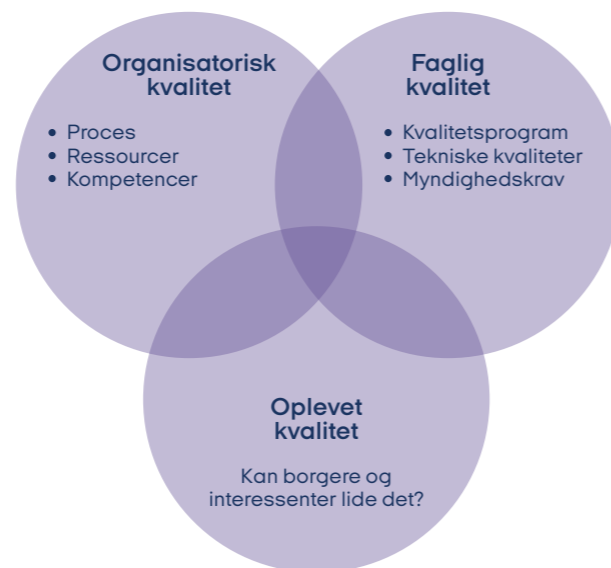 Organisatorisk
kvalitet
• Proces
• Ressourcer
• Kompetencer
Faglig
kvalitet
• Kvalitetsprogram
• Tekniske kvaliteter
• Myndighedskrav
Oplevet
kvalitet
Kan borgere og
interessenter lide det?